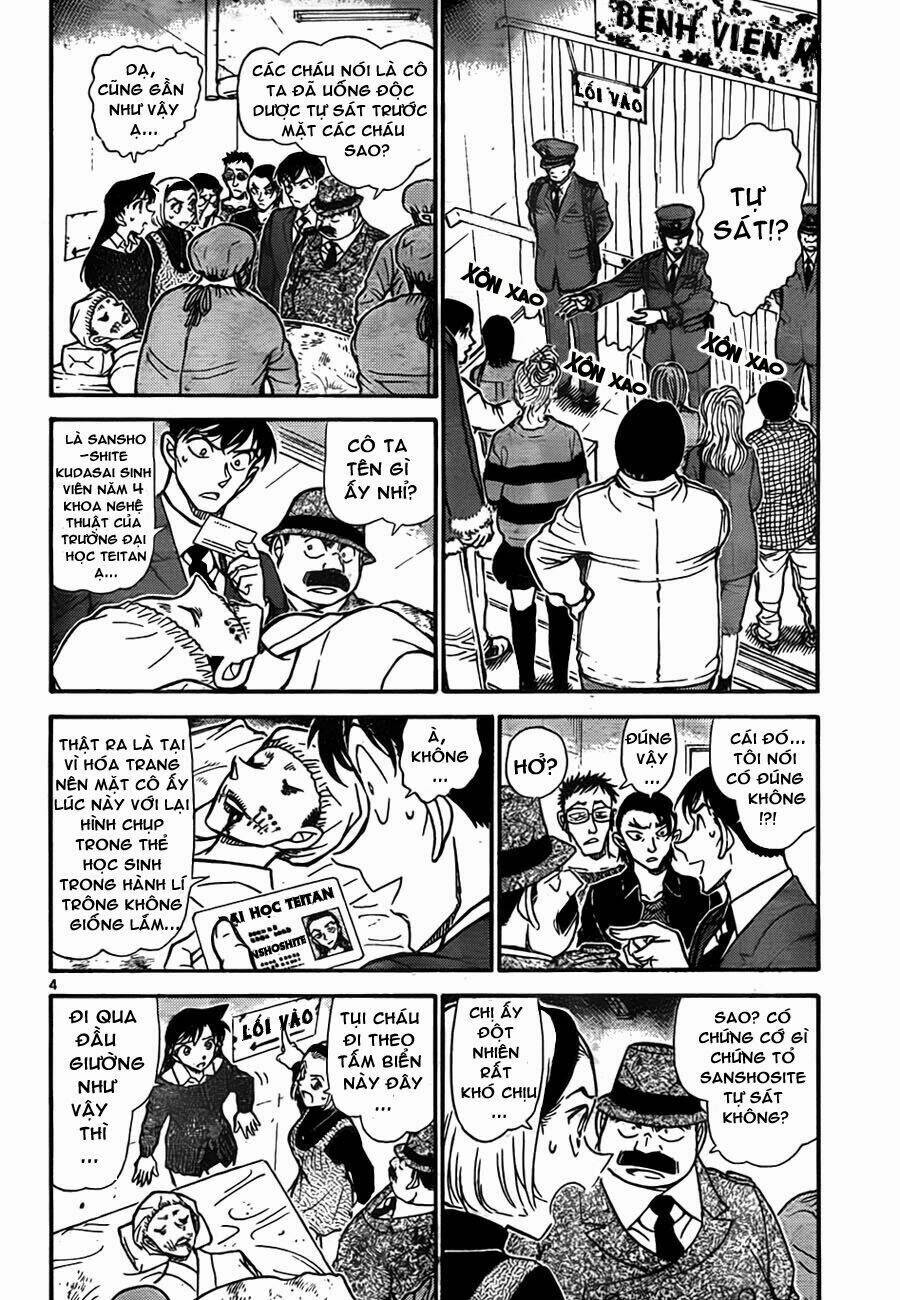 BỆNH VIỆN M
LỐI VÀO
TỰ
SÁT!?
XÔN XAO
XÔN XAO
XÔN XAO
CÁC CHÁU NÓI LÀ CÔ
TA ĐÃ UỐNG ĐỘC
DƯỢC TỰ SÁT TRƯỚC
MẶT CÁC CHÁU
SAO?
DẠ,
CŨNG GẦN
NHƯ VẬY
Ạ...
CÔ TA
TÊN GÌ
ẤY NHỈ?
LÀ SANSHO
-SHITE
KUDASAI SINH
VIÊN NĂM 4
KHOA NGHỆ
THUẬT CỦA
TRƯỜNG ĐẠI
HỌC TEITAN
Ạ...
CÁI ĐÓ...
TÔI NÓI
CÓ ĐÚNG
KHÔNG
!?!
ĐÚNG
VẬY...
HỞ?
À,
KHÔNG
...
THẬT RA LÀ TẠI
VÌ HÓA TRANG
NÊN MẶT CÔ ẤY
LÚC NÀY VỚI LẠI
HÌNH CHỤP
TRONG THẺ
HỌC SINH
TRONG HÀNH LÍ
TRÔNG KHÔNG
GIỐNG LẮM...
ĐẠI HỌC TEITAN
NSHOSHITE
4
SAO? CÓ
CHỨNG CỚ GÌ
CHỨNG TỎ
SANSHOSITE
TỰ SÁT
KHÔNG?
CHỊ ẤY
ĐỘT
NHIÊN
RẤT
KHÓ CHỊU
...
TỤI CHÁU
ĐI THEO
TẤM BIỂN
NÀY ĐÂY
...
LỐI VÀO
ĐI QUA
ĐẦU
GIƯỜNG
NHƯ
VẬY
THÌ
...